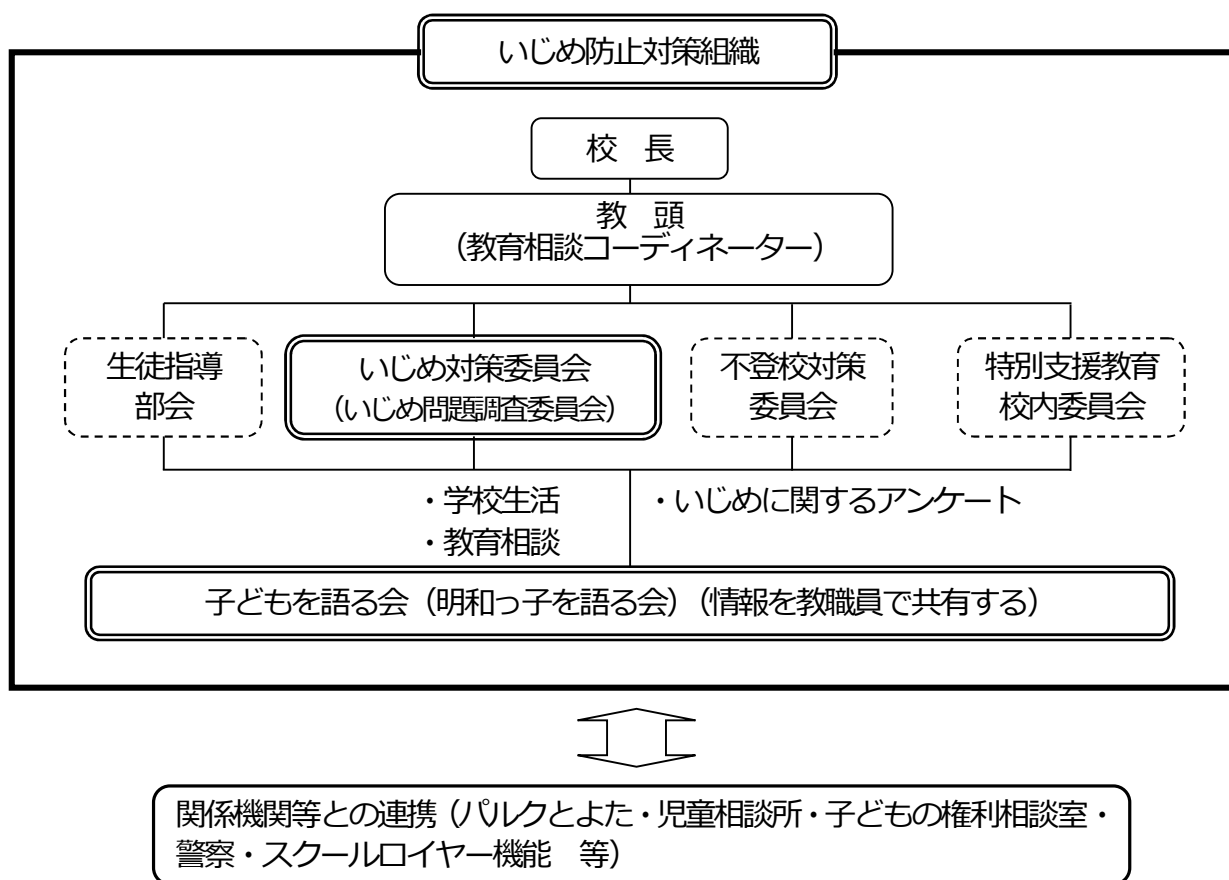 いじめ防止対策組織
校　長
教　頭
（教育相談コーディネーター）
生徒指導
部会
いじめ対策委員会
（いじめ問題調査委員会）
不登校対策
委員会
特別支援教育
校内委員会
・学校生活
・教育相談
・いじめに関するアンケート
子どもを語る会（明和っ子を語る会）（情報を教職員で共有する）
関係機関等との連携（パルクとよた・児童相談所・子どもの権利相談室・
警察・スクールロイヤー機能　等）